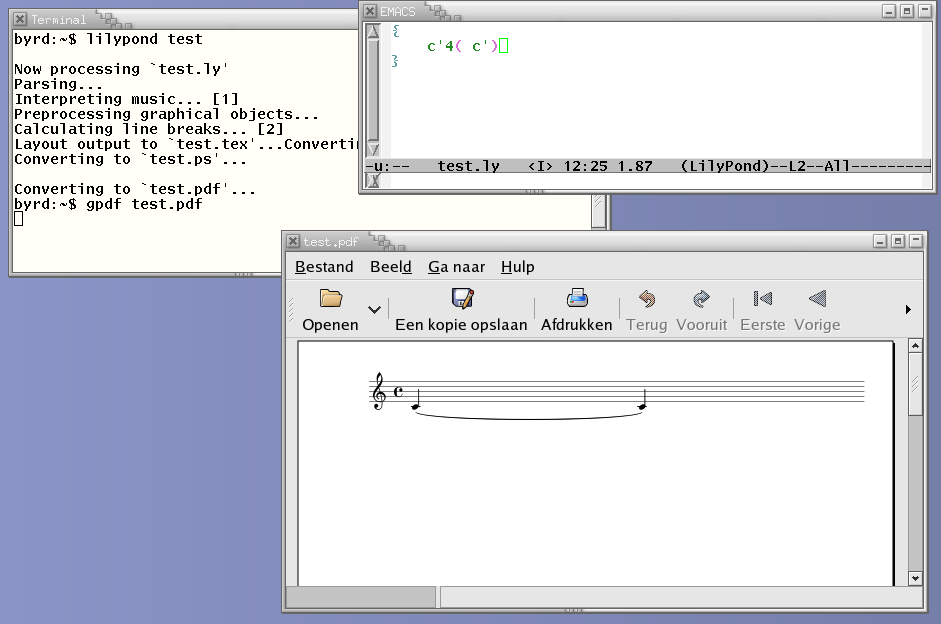 Terminal
byrd:~$ lilypond test
Now processing `test.ly'
Parsing...
Interpreting music... [1]
Preprocessing graphical objects...
Calculating line breaks... [2]
Layout output to `test.tex'...Converti
Converting to `test.ps'...
Converting to `test.pdf'...
byrd:~$ gpdf test.pdf
EMACS
{
c'4( c')
}
-u:-- test.ly <I> 12:25 1.87 (LilyPond)--L2--All---------
test.pdf
Bestand Beeld Ga naar Hulp
Openen Een kopie opslaan Afdrukken Terug Vooruit Eerste Vorige